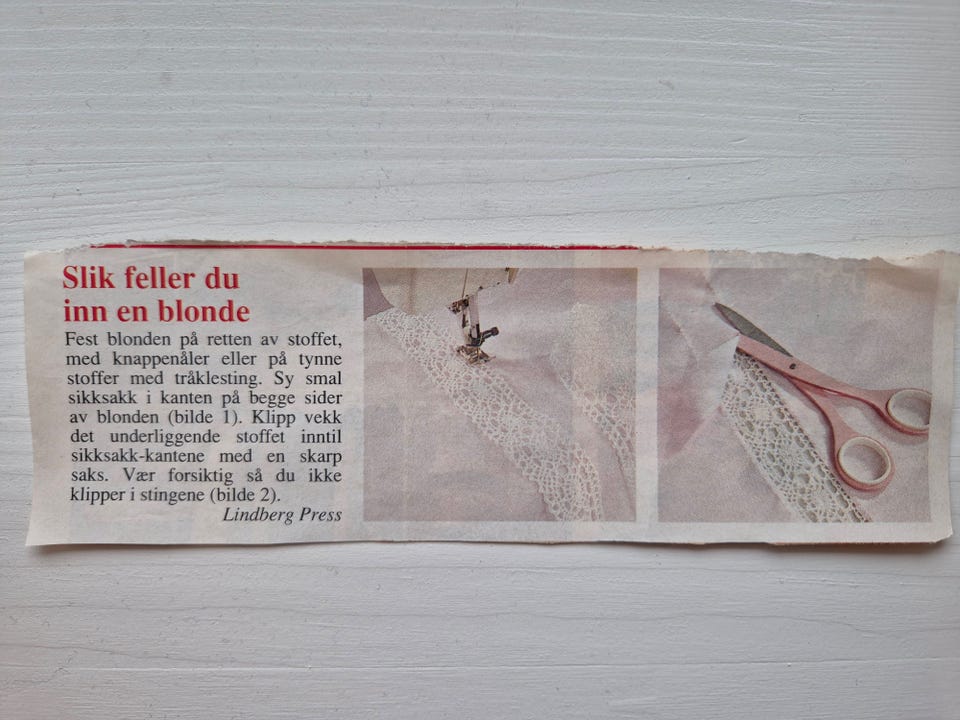 Slik feller du
inn en blonde
Fest blonden på retten av stoffet,
med knappenåler eller på tynne
stoffer med tråklesting. Sy smal
sikksakk i kanten på begge sider
av blonden (bilde 1). Klipp vekk
det underliggende stoffet inntil
sikksakk-kantene med en skarp
saks. Vær forsiktig så du ikke
klipper i stingene (bilde 2).
Lindberg Press